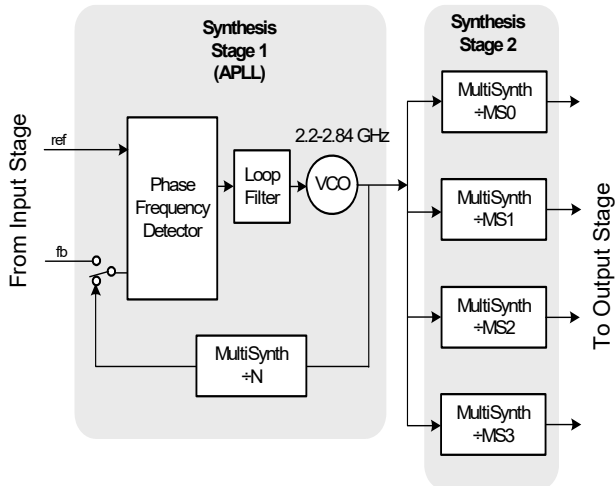 Synthesis
Stage 1
(APLL)
Synthesis
Stage 2
From Input Stage
ref
fb
Phase
Frequency
Detector
Loop
Filter
2.2-2.84 GHz
VCO
MultiSynth
÷N
MultiSynth
÷MS0
MultiSynth
÷MS1
MultiSynth
÷MS2
MultiSynth
÷MS3
To Output Stage